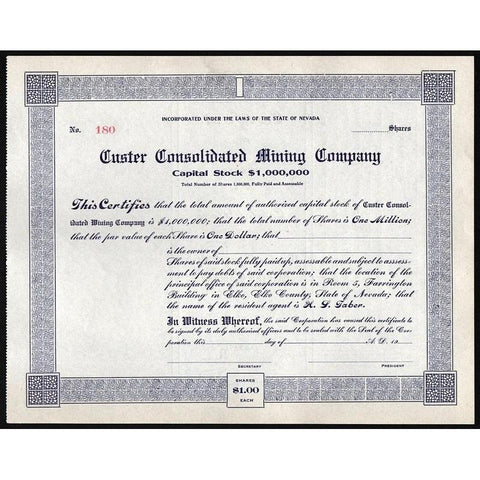 INCORPORATED UNDER THE LAWS OF THE STATE OF NEVADA
No. 180 Shares
Custer Consolidated Mining Company
Capital Stock $1,000,000
Total Number of Shares 1,000,000, Fully Paid and Assessable
This Certifies that the total amount of authorized capital stock of Custer Consol-
idated Mining Company is $1,000,000; that the total number of Shares is One Million;
that the par value of each Share is One Dollar; that
is the owner of
Shares of said stock fully paid up, assessable and subject to assess-
ment to pay debts of said corporation; that the location of the
principal office of said corporation is in Room 5, Farrington
Building in Elko, Elko County, State of Nevada; that
the name of the resident agent is H. S. Tabor.
In Witness Whereof, the said Corporation has caused this certificate to
be signed by its duly authorized officers and to be sealed with the Seal of the Cor-
poration this day of A. D. 19
SECRETARY PRESIDENT
SHARES
$1.00
EACH